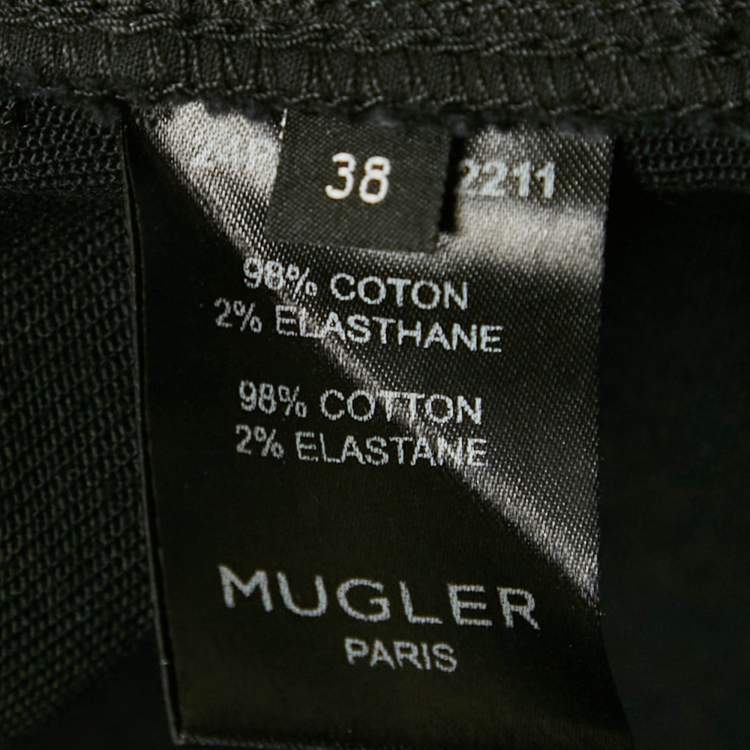 38
2211
98% COTON
2% ELASTHANE
98% COTTON
2% ELASTANE
MUGLER
PARIS